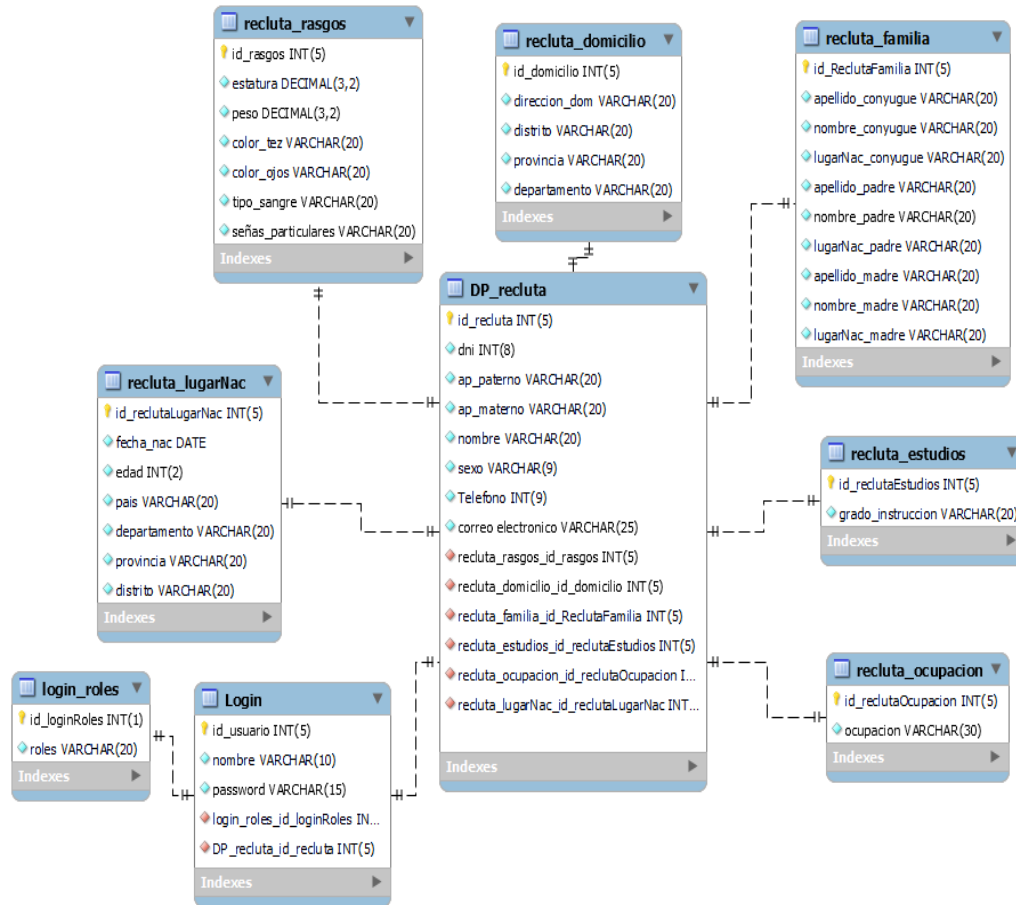 recluta_rasgos
id_rasgos INT(5)
estatura DECIMAL(3,2)
peso DECIMAL(3,2)
color_tez VARCHAR(20)
color_ojos VARCHAR(20)
tipo_sangre VARCHAR(20)
señas_particulares VARCHAR(20)
Indexes
recluta_domicilio
id_domicilio INT(5)
direccion_dom VARCHAR(20)
distrito VARCHAR(20)
provincia VARCHAR(20)
departamento VARCHAR(20)
Indexes
recluta_familia
id_ReclutaFamilia INT(5)
apellido_conyugue VARCHAR(20)
nombre_conyugue VARCHAR(20)
lugarNac_conyugue VARCHAR(20)
apellido_padre VARCHAR(20)
nombre_padre VARCHAR(20)
lugarNac_padre VARCHAR(20)
apellido_madre VARCHAR(20)
nombre_madre VARCHAR(20)
lugarNac_madre VARCHAR(20)
Indexes
DP_recluta
id_recluta INT(5)
dni INT(8)
ap_paterno VARCHAR(20)
ap_materno VARCHAR(20)
nombre VARCHAR(20)
sexo VARCHAR(9)
Telefono INT(9)
correo electronico VARCHAR(25)
recluta_rasgos_id_rasgos INT(5)
recluta_domicilio_id_domicilio INT(5)
recluta_familia_id_ReclutaFamilia INT(5)
recluta_estudios_id_reclutaEstudios INT(5)
recluta_ocupacion_id_reclutaOcupacion I...
recluta_lugarNac_id_reclutaLugarNac INT...
Indexes
recluta_lugarNac
id_reclutaLugarNac INT(5)
fecha_nac DATE
edad INT(2)
pais VARCHAR(20)
departamento VARCHAR(20)
provincia VARCHAR(20)
distrito VARCHAR(20)
Indexes
recluta_estudios
id_reclutaEstudios INT(5)
grado_instruccion VARCHAR(20)
Indexes
login_roles
id_loginRoles INT(1)
roles VARCHAR(20)
Indexes
Login
id_usuario INT(5)
nombre VARCHAR(10)
password VARCHAR(15)
login_roles_id_loginRoles IN...
DP_recluta_id_recluta INT(5)
Indexes
recluta_ocupacion
id_reclutaOcupacion INT(5)
ocupacion VARCHAR(30)
Indexes